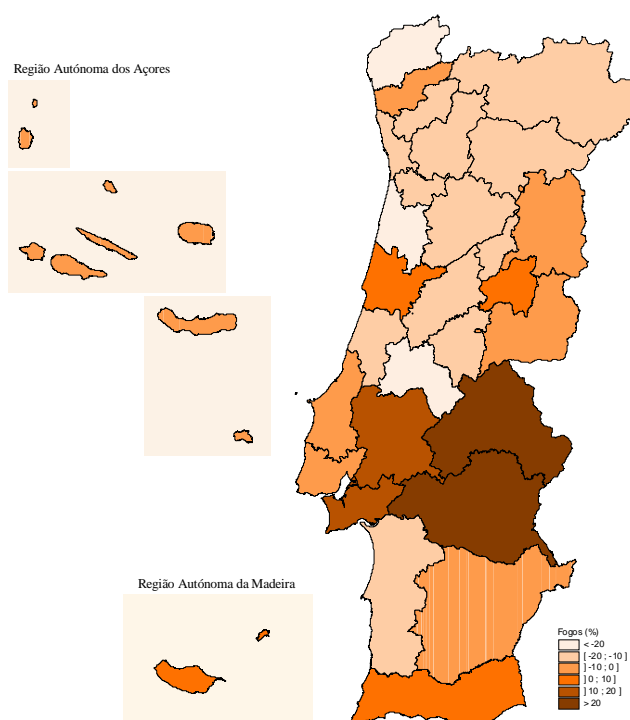 Região Autónoma dos Açores
Região Autónoma da Madeira
Fogos (%)
< -20
[ -20 ; -10 ]
]-10 ; 0 ]
] 0 ; 10 ]
] 10 ; 20 ]
> 20